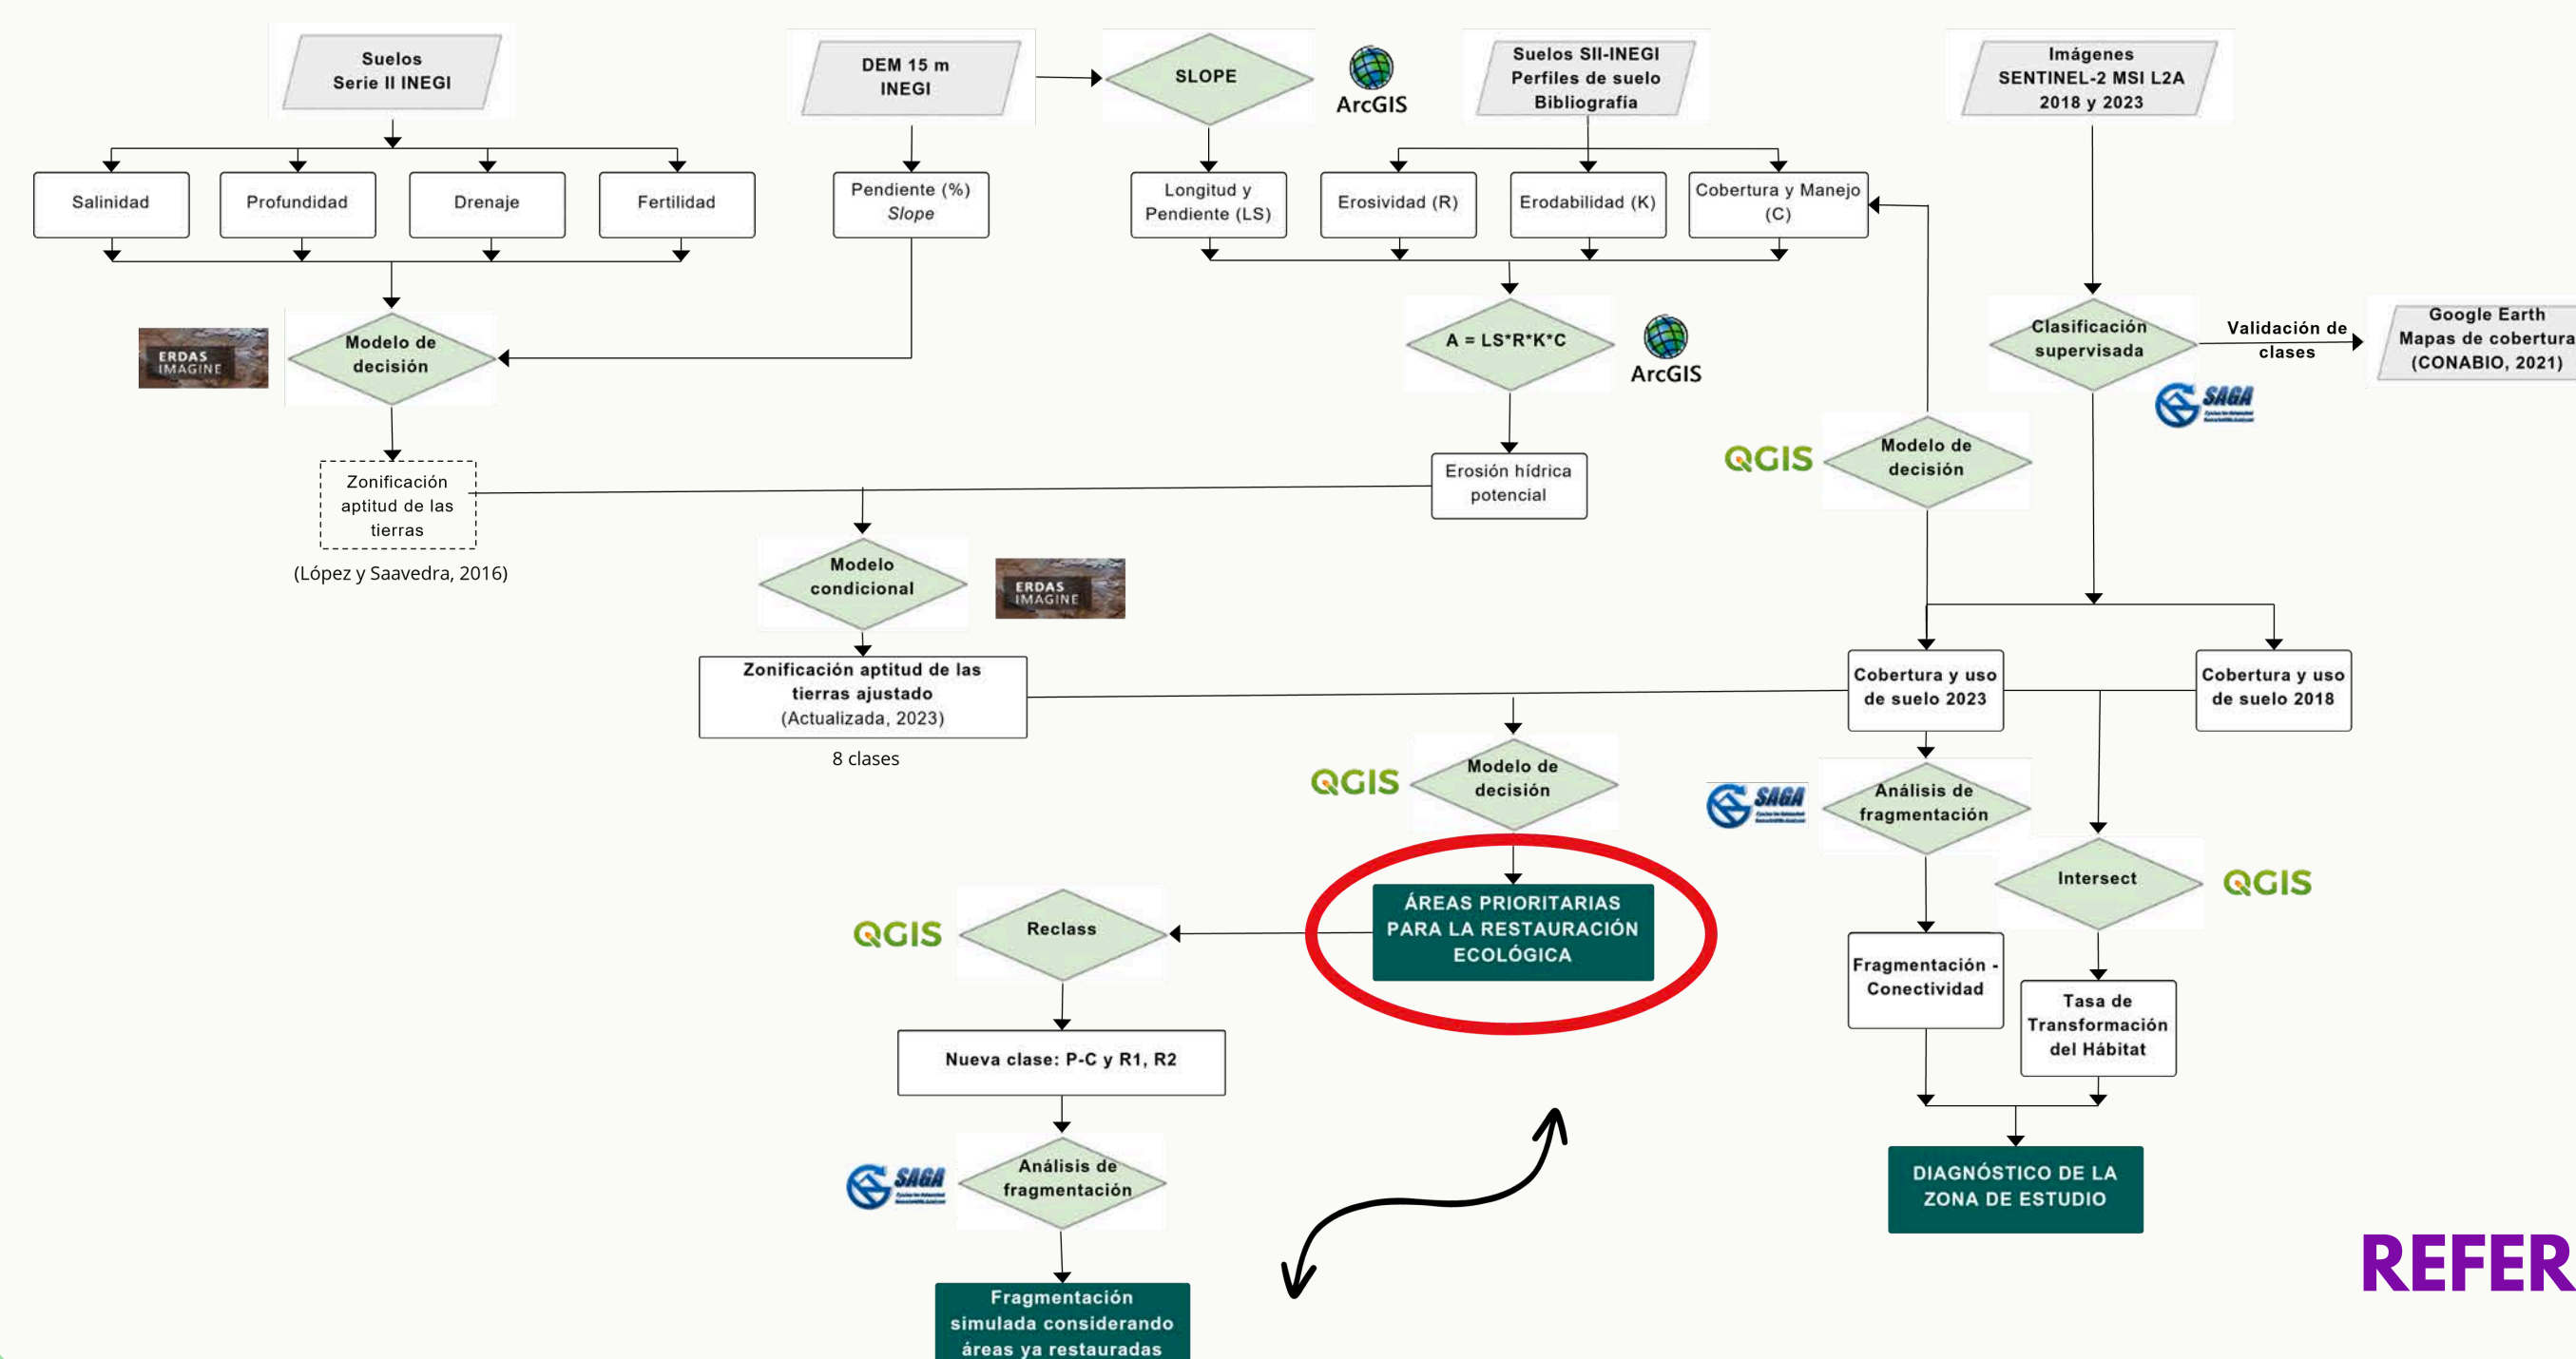 Suelos
Serie II INEGI
DEM 15 m
INEGI
SLOPE
ArcGIS
Suelos SII-INEGI
Perfiles de suelo
Bibliografía
Imágenes
SENTINEL-2 MSI L2A
2018 y 2023
Salinidad
Profundidad
Drenaje
Fertilidad
Pendiente (%)
Slope
Longitud y
Pendiente (LS)
Erosividad (R)
Erodabilidad (K)
Cobertura y Manejo
(C)
ERDAS
IMAGINE
Modelo de
decisión
A = LS*R*K*C
ArcGIS
Clasificación
supervisada
Validación de
clases
Google Earth
Mapas de cobertura
(CONABIO, 2021)
SAGA
Zonificación
aptitud de las
tierras
(López y Saavedra, 2016)
Erosión hídrica
potencial
QGIS
Modelo de
decisión
Modelo
condicional
ERDAS
IMAGINE
Zonificación aptitud de las
tierras ajustado
(Actualizada, 2023)
8 clases
Cobertura y uso
de suelo 2023
Cobertura y uso
de suelo 2018
QGIS
Modelo de
decisión
SAGA
Análisis de
fragmentación
Intersect
QGIS
QGIS
Reclass
ÁREAS PRIORITARIAS
PARA LA RESTAURACIÓN
ECOLÓGICA
Fragmentación -
Conectividad
Tasa de
Transformación
del Hábitat
Nueva clase: P-C y R1, R2
SAGA
Análisis de
fragmentación
DIAGNÓSTICO DE LA
ZONA DE ESTUDIO
REFER
Fragmentación
simulada considerando
áreas ya restauradas